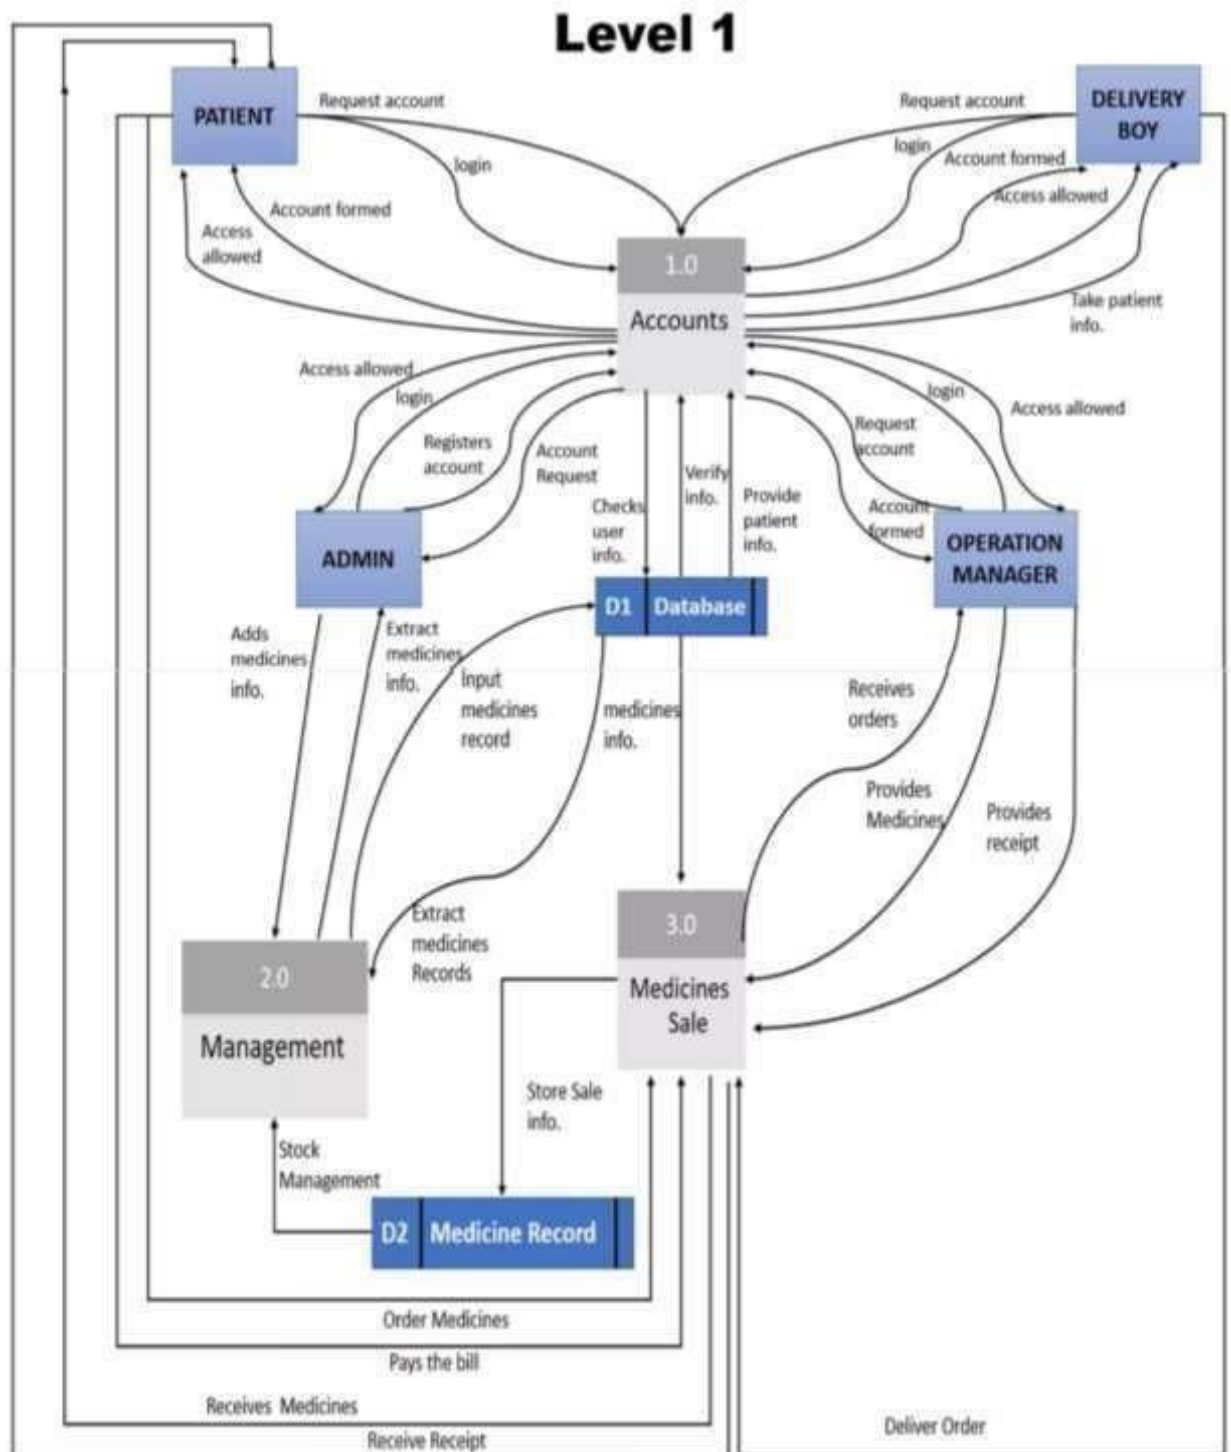 Level 1
PATIENT
DELIVERY
BOY
Request account
login
Account formed
Access
allowed
Request account
login
Account formed
Access allowed
Take patient
info.
1.0
Accounts
Access allowed
login
Registers
account
Account
Request
Checks
user
info.
Verify
info.
Provide
patient
info.
login
Access allowed
Request
account
Account
formed
ADMIN
OPERATION
MANAGER
D1
Database
Adds
medicines
info.
Extract
medicines
info.
Input
medicines
record
medicines
info.
Receives
orders
Provides
Medicines
Provides
receipt
Extract
medicines
Records
2.0
Management
3.0
Medicines
Sale
Store Sale
info.
Stock
Management
D2
Medicine Record
Order Medicines
Pays the bill
Receives Medicines
Receive Receipt
Deliver Order